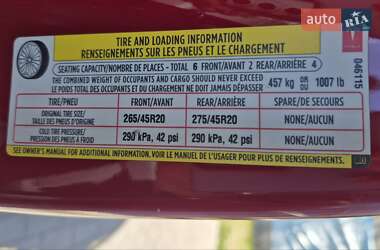 auto RIA
TIRE AND LOADING INFORMATION
RENSEIGNEMENTS SUR LES PNEUS ET LE CHARGEMENT
SEATING CAPACITY/NOMBRE DE PLACES - TOTAL 6 FRONT/AVANT 2 REAR/ARRIÈRE 4
THE COMBINED WEIGHT OF OCCUPANTS AND CARGO SHOULD NEVER EXCEED
LE POIDS TOTAL DES OCCUPANTS ET DU CHARGEMENT NE DOIT JAMAIS DÉPASSER
457 kg OR OU 1007 lb
TIRE/PNEU FRONT/AVANT REAR/ARRIÈRE SPARE/DE SECOURS
ORIGINAL TIRE SIZE/
TAILLE DES PNEUS D'ORIGINE 265/45R20 275/45R20 NONE/AUCUN
COLD TIRE PRESSURE/
PRESSION DES PNEUS À FROID 290 kPa, 42 psi 290 kPa, 42 psi NONE/AUCUN
SEE OWNER'S MANUAL FOR ADDITIONAL INFORMATION. VOIR LE MANUEL DE L'USAGER POUR PLUS DE RENSEIGNEMENTS.
046115